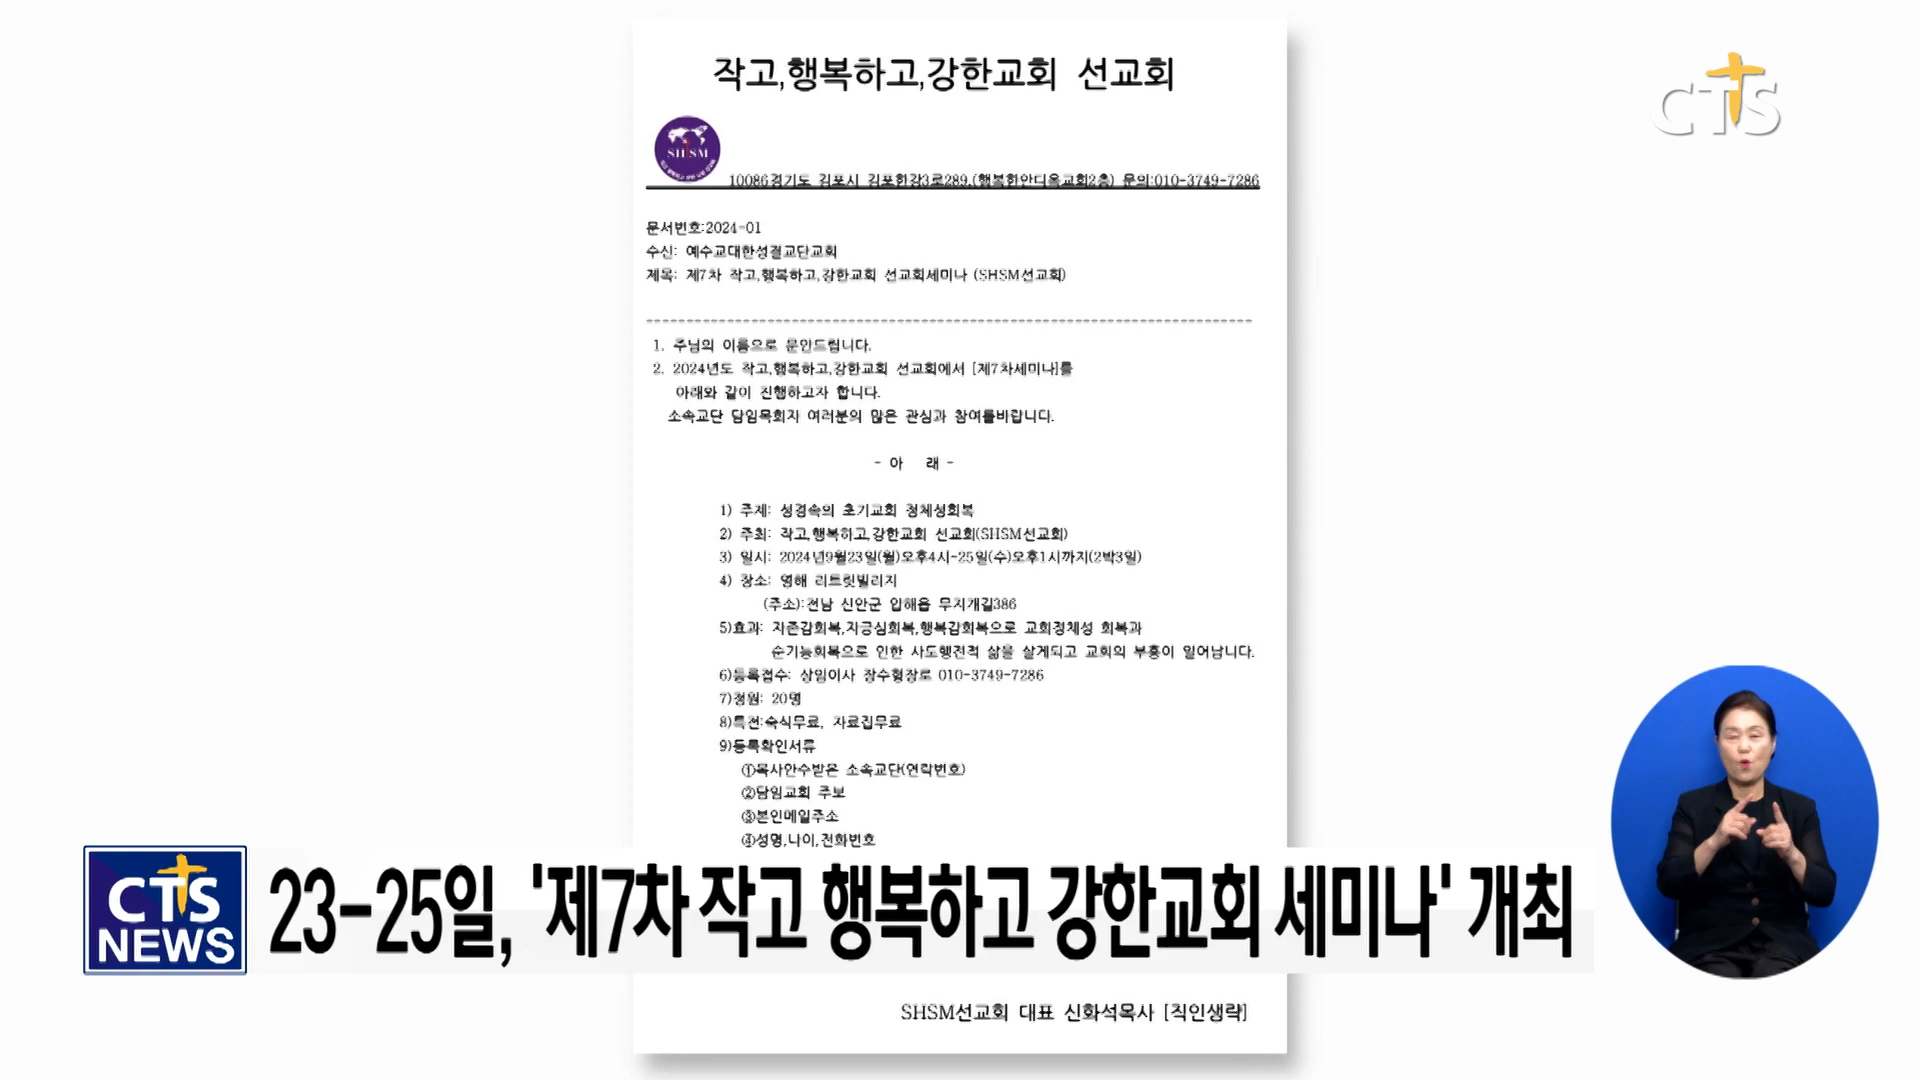 작고,행복하고,강한교회 선교회
CTS
SHSM
10086경기도 김포시 김포한강3로289,(행복한안디옥교회2층) 문의:010-3749-7286
문서번호:2024-01
수신: 예수교대한성결교단교회
제목: 제7차 작고,행복하고,강한교회 선교회세미나 (SHSM선교회)
1. 주님의 이름으로 문안드립니다.
2. 2024년도 작고,행복하고,강한교회 선교회에서 [제7차세미나]를
아래와 같이 진행하고자 합니다.
소속교단 담임목회자 여러분의 많은 관심과 참여를바랍니다.
- 아 래 -
1) 주제: 성경속의 초기교회 정체성회복
2) 주최: 작고,행복하고,강한교회 선교회(SHSM선교회)
3) 일시: 2024년9월23일(월)오후4시-25일(수)오후1시까지(2박3일)
4) 장소: 영해 리트릿빌리지
(주소):전남 신안군 압해읍 무지개길386
5)효과: 자존감회복,자긍심회복,행복감회복으로 교회정체성 회복과
순기능회복으로 인한 사도행전적 삶을 살게되고 교회의 부흥이 일어납니다.
6)등록접수: 상임이사 장수형장로 010-3749-7286
7)정원: 20명
8)특전:숙식무료, 자료집무료
9)등록확인서류
①목사안수받은 소속교단(연락번호)
②담임교회 주보
③본인메일주소
④성명,나이,전화번호
CTS
NEWS
23-25일, '제7차 작고 행복하고 강한교회 세미나' 개최
SHSM선교회 대표 신화석목사 [직인생략]